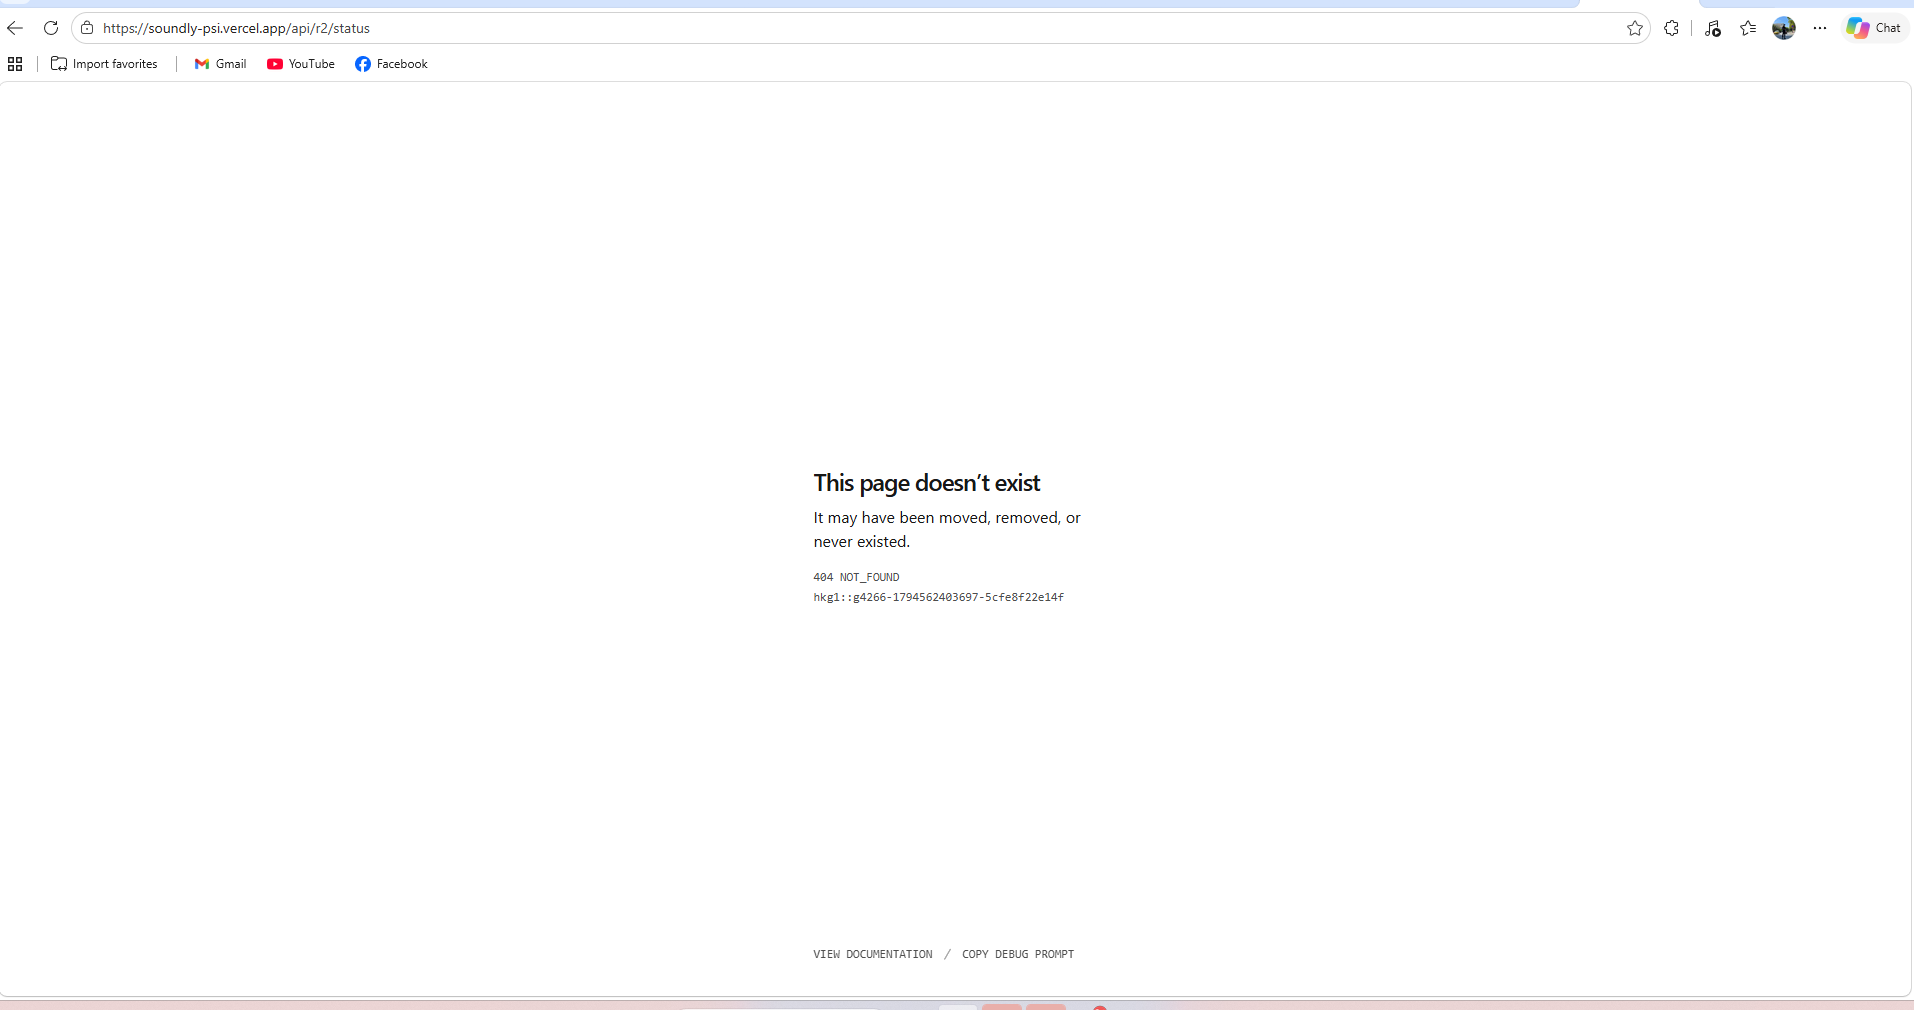 https://soundly-psi.vercel.app/api/r2/status
Chat
Import favorites
Gmail
YouTube
Facebook
This page doesn’t exist
It may have been moved, removed, or
never existed.
404 NOT_FOUND
hkg1::g4266-1794562403697-5cfe8f22e14f
VIEW DOCUMENTATION / COPY DEBUG PROMPT